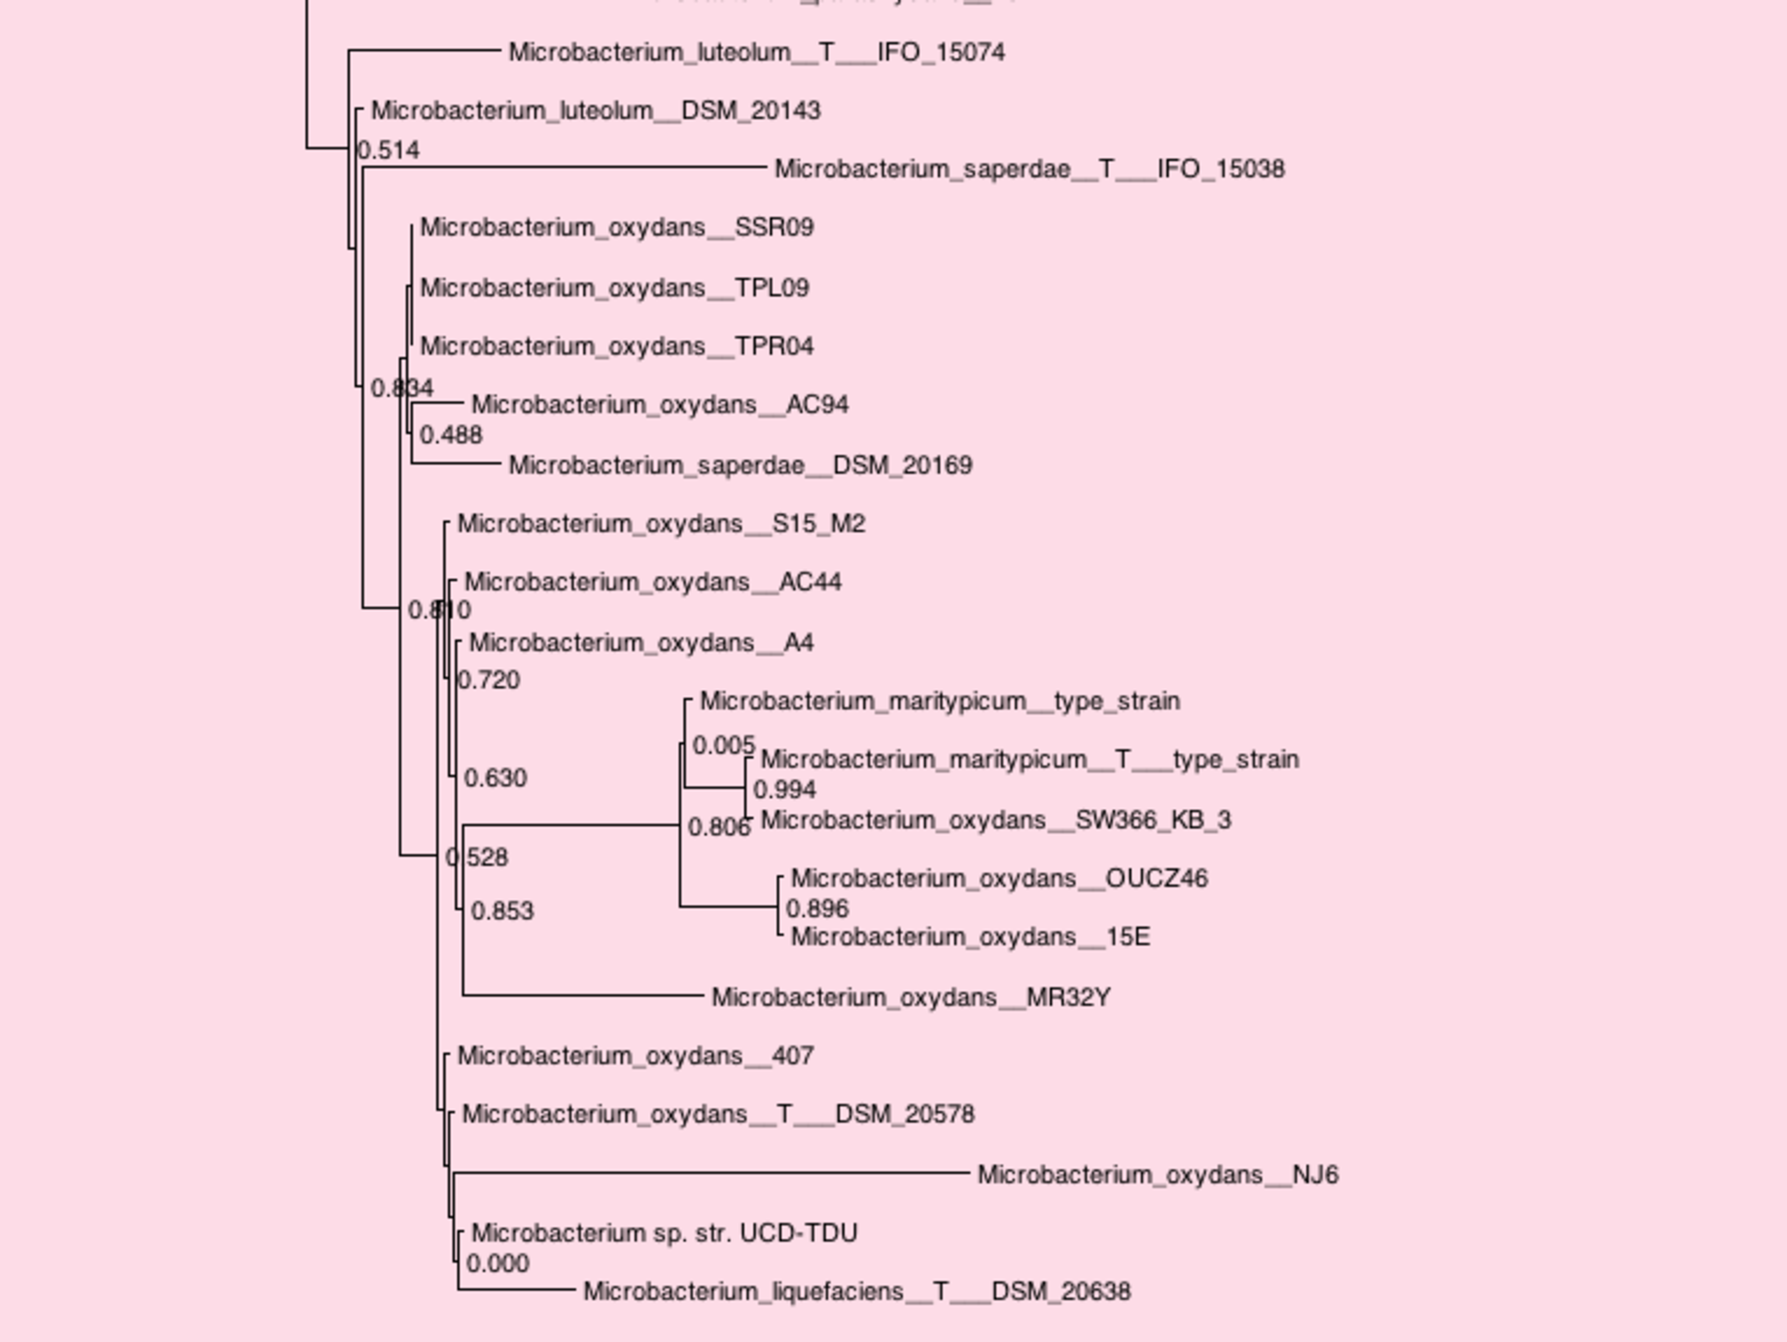 Microbacterium_luteolum__T___IFO_15074
Microbacterium_luteolum__DSM_20143
0.514
Microbacterium_saperdae__T___IFO_15038
Microbacterium_oxydans__SSR09
Microbacterium_oxydans__TPL09
Microbacterium_oxydans__TPR04
0.834
Microbacterium_oxydans__AC94
0.488
Microbacterium_saperdae__DSM_20169
Microbacterium_oxydans__S15_M2
Microbacterium_oxydans__AC44
0.810
Microbacterium_oxydans__A4
0.720
Microbacterium_maritypicum__type_strain
0.005
Microbacterium_maritypicum__T___type_strain
0.630
0.994
Microbacterium_oxydans__SW366_KB_3
0.806
0.528
Microbacterium_oxydans__OUCZ46
0.896
0.853
Microbacterium_oxydans__15E
Microbacterium_oxydans__MR32Y
Microbacterium_oxydans__407
Microbacterium_oxydans__T___DSM_20578
Microbacterium_oxydans__NJ6
Microbacterium sp. str. UCD-TDU
0.000
Microbacterium_liquefaciens__T___DSM_20638